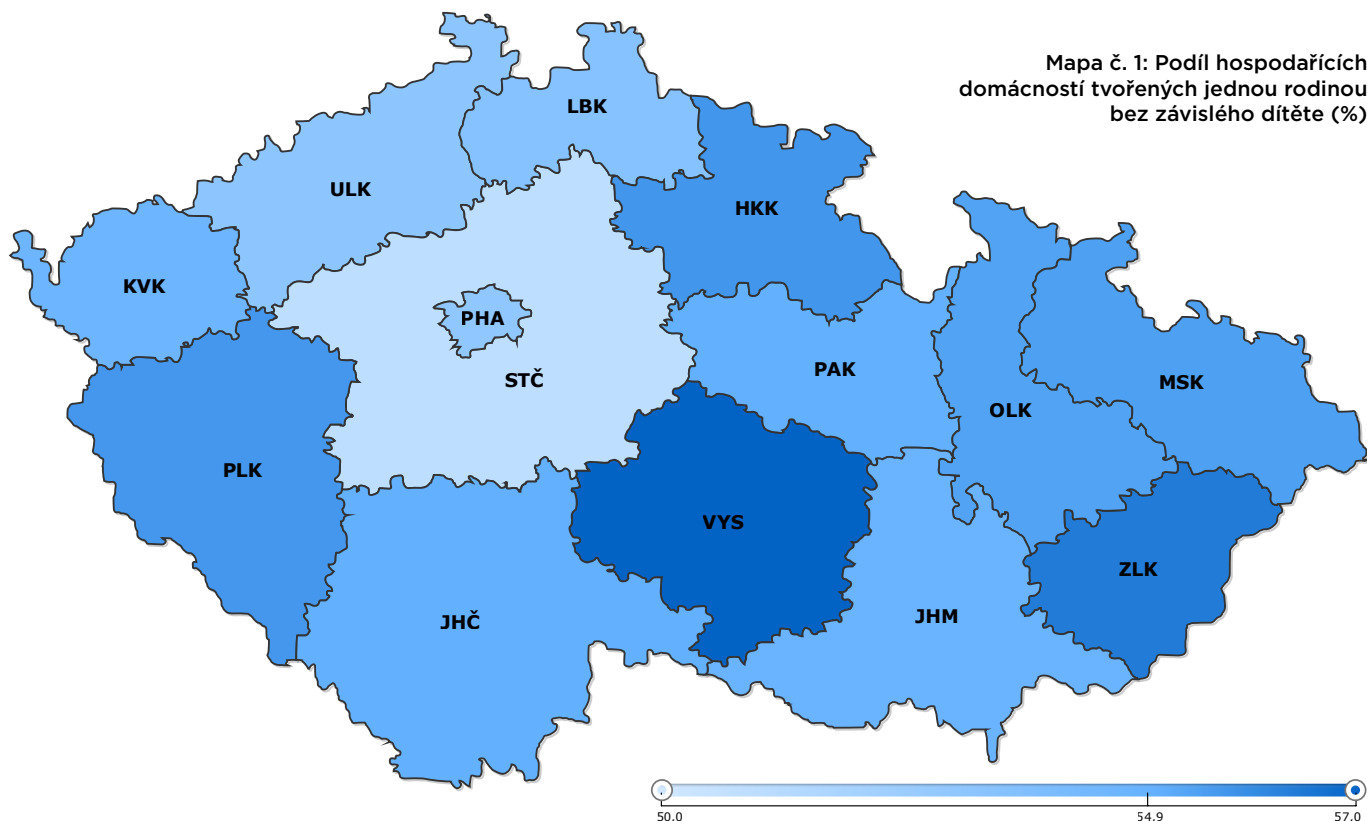 Mapa č. 1: Podíl hospodařících
domácností tvořených jednou rodinou
bez závislého dítěte (%)
LBK
ULK
HKK
KVK
PHA
STČ
PAK
MSK
OLK
PLK
VYS
ZLK
JHČ
JHM
50,0 54,9 57,0